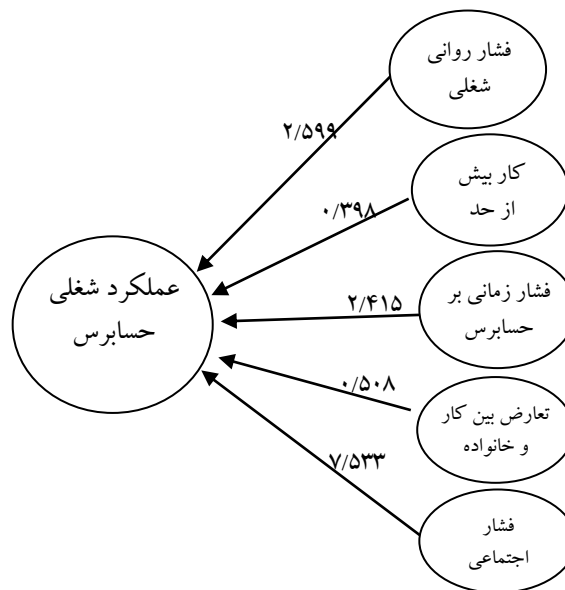 فشار روانی
شغلی
۲/۵۹۹
کار بیش
از حد
۰/۳۹۸
عملکرد شغلی
حسابرس
فشار زمانی بر
حسابرس
۲/۴۱۵
تعارض بین کار
و خانواده
۰/۵۰۸
فشار
اجتماعی
۷/۵۳۳